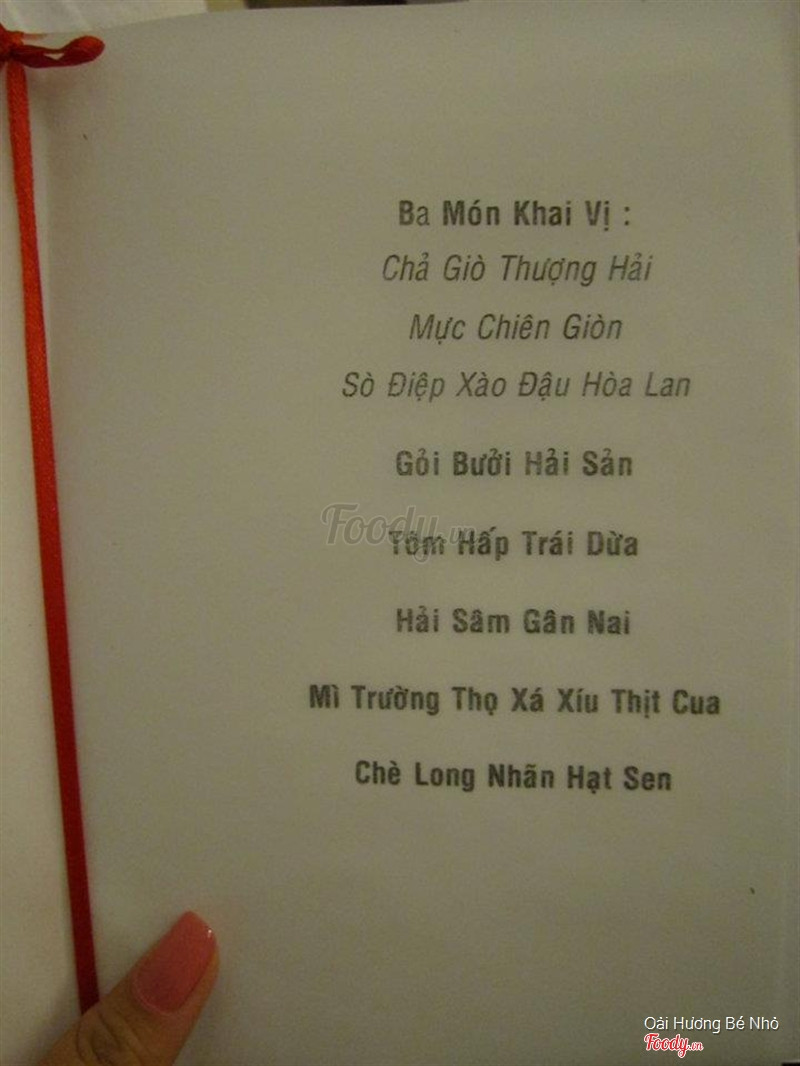 Ba Món Khai Vị :
Chả Giò Thượng Hải
Mực Chiên Giòn
Sò Điệp Xào Đậu Hòa Lan
Gỏi Bưởi Hải Sản
Foody.vn
Tôm Hấp Trái Dừa
Hải Sâm Gân Nai
Mì Trường Thọ Xá Xíu Thịt Cua
Chè Long Nhãn Hạt Sen
Oải Hương Bé Nhỏ
Foody.vn